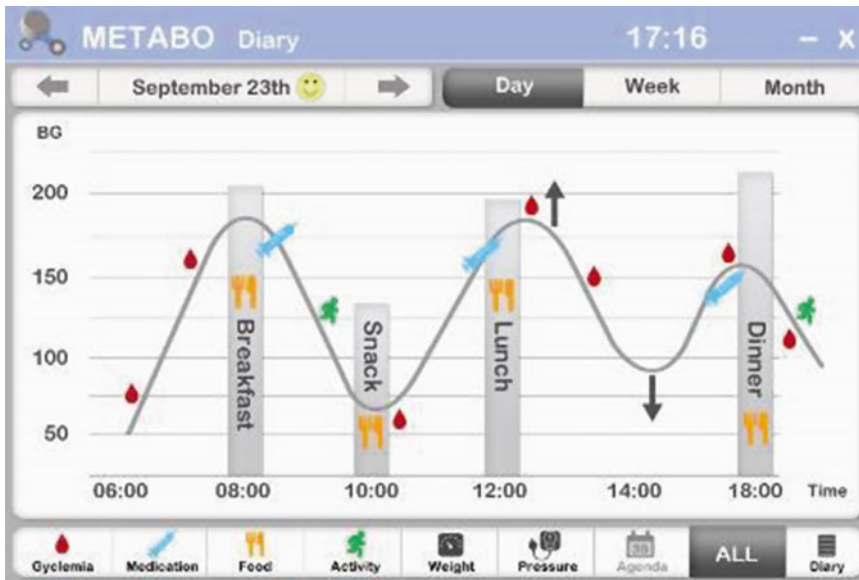 METABO Diary 17:16 – x
September 23th Day Week Month
BG
200
150
100
50
Breakfast
Snack
Lunch
Dinner
06:00 08:00 10:00 12:00 14:00 18:00 Time
Gyclemia Medication Food Activity Weight Pressure Agenda ALL Diary